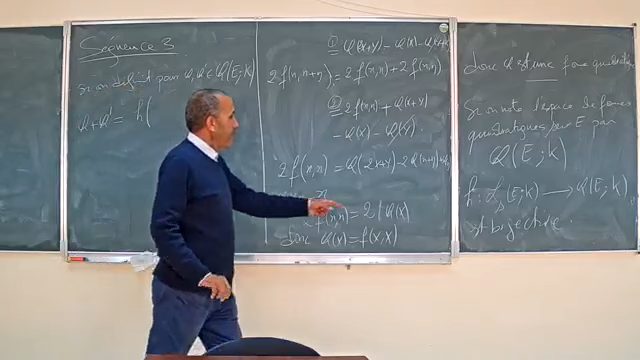 Séquence 3
si on définit pour Q, Q' ∈ Q(E;K)
Q+Q' = h(
① Q(x+y) - Q(x) - Q(x+y)
2f(x, x+y) = 2f(x,x) + 2f(x,y)
② 2f(x,x) + Q(x+y)
- Q(x) - Q(y).
2f(x,x) = Q(2x+y) - 2Q(x+y) +
f(x,x) = 2 Q(x)
donc Q(x) = f(x,x)
donc Q est une forme quadratique
Si on note l'espace de formes
quadratiques sur E par
Q(E;K)
h: (E;K) → Q(E,K)
est bijective.